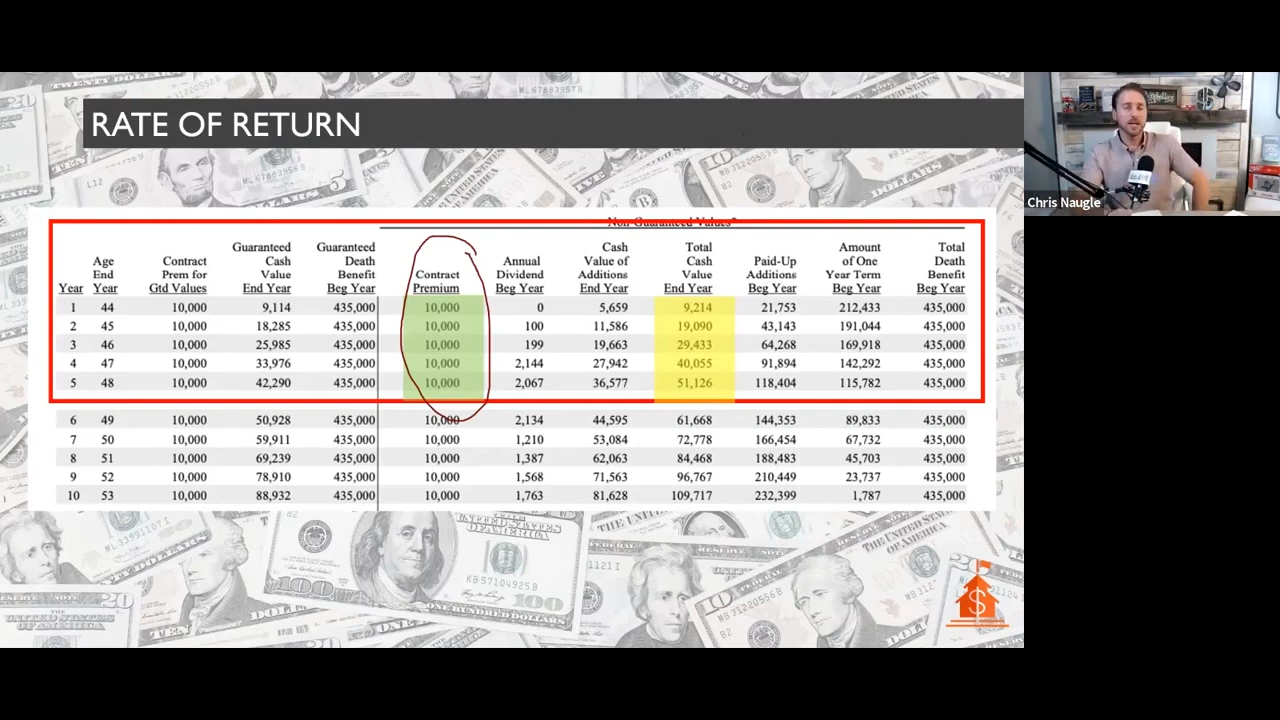 RATE OF RETURN
Chris Naugle
Non-Guaranteed Values*
Year Age End Year Contract Prem for Gtd Values Guaranteed Cash Value End Year Guaranteed Death Benefit Beg Year Contract Premium Annual Dividend Beg Year Cash Value of Additions End Year Total Cash Value End Year Paid-Up Additions Beg Year Amount of One Year Term Beg Year Total Death Benefit Beg Year
1 44 10,000 9,114 435,000 10,000 0 5,659 9,214 21,753 212,433 435,000
2 45 10,000 18,285 435,000 10,000 100 11,586 19,090 43,143 191,044 435,000
3 46 10,000 25,985 435,000 10,000 199 19,663 29,433 64,268 169,918 435,000
4 47 10,000 33,976 435,000 10,000 2,144 27,942 40,055 91,894 142,292 435,000
5 48 10,000 42,290 435,000 10,000 2,067 36,577 51,126 118,404 115,782 435,000
6 49 10,000 50,928 435,000 10,000 2,134 44,595 61,668 144,353 89,833 435,000
7 50 10,000 59,911 435,000 10,000 1,210 53,084 72,778 166,454 67,732 435,000
8 51 10,000 69,239 435,000 10,000 1,387 62,063 84,468 188,483 45,703 435,000
9 52 10,000 78,910 435,000 10,000 1,568 71,563 96,767 210,449 23,737 435,000
10 53 10,000 88,932 435,000 10,000 1,763 81,628 109,717 232,399 1,787 435,000